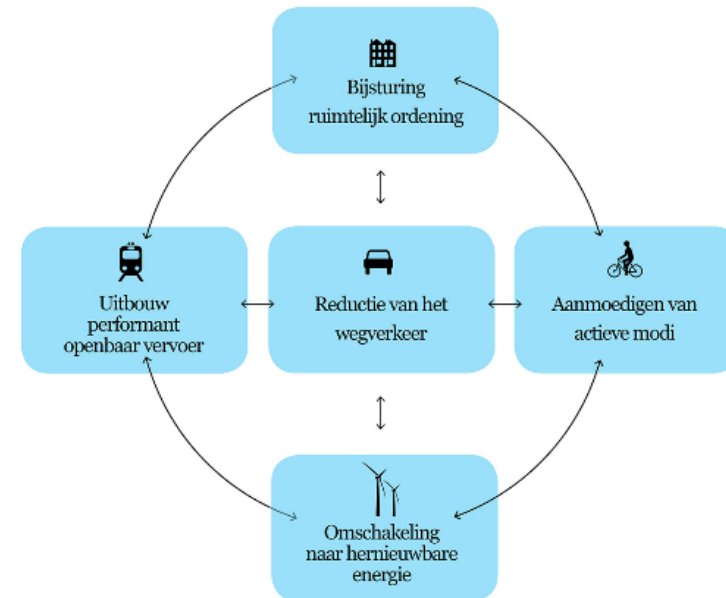 Bijsturing
ruimtelijk ordening
Uitbouw
performant
openbaar vervoer
Reductie van het
wegverkeer
Aanmoedigen van
actieve modi
Omschakeling
naar hernieuwbare
energie